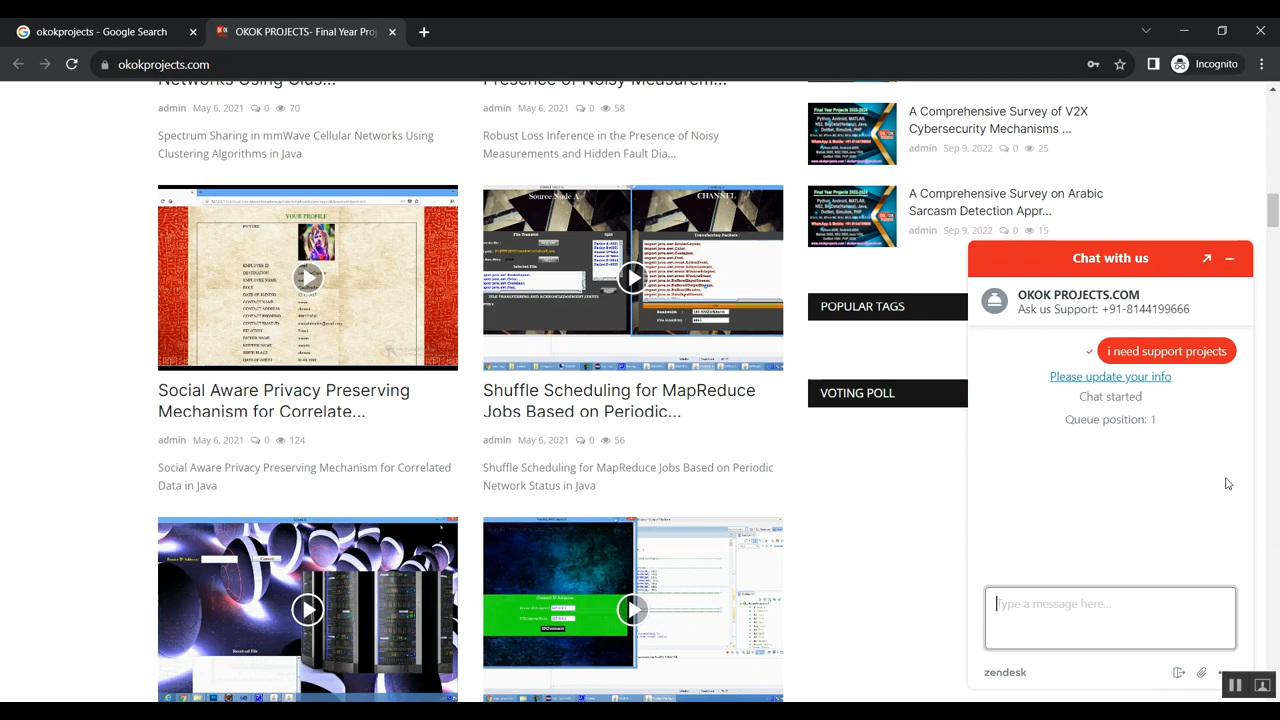 okokprojects - Google Search
OKOK PROJECTS- Final Year Proj
okokprojects.com
Incognito
Networks Using Clus...
Presence of Noisy Measurem...
admin May 6, 2021 0 70
admin May 6, 2021 0 58
Spectrum Sharing in mmWave Cellular Networks Using
Clustering Algorithms in Java
Robust Loss Inference in the Presence of Noisy
Measurements and Hidden Fault Dia...
A Comprehensive Survey of V2X
Cybersecurity Mechanisms ...
admin Sep 9, 2022 0 25
A Comprehensive Survey on Arabic
Sarcasm Detection Appr...
admin Sep 9, 2022 0 15
YOUR PROFILE
Source Node A
CHANNEL
Social Aware Privacy Preserving
Mechanism for Correlate...
admin May 6, 2021 0 124
Social Aware Privacy Preserving Mechanism for Correlated
Data in Java
Shuffle Scheduling for MapReduce
Jobs Based on Periodic...
admin May 6, 2021 0 56
Shuffle Scheduling for MapReduce Jobs Based on Periodic
Network Status in Java
POPULAR TAGS
VOTING POLL
Chat with us
OKOK PROJECTS.COM
Ask us Support - +91- 8144199666
i need support projects
Please update your info
Chat started
Queue position: 1
Type a message here...
zendesk